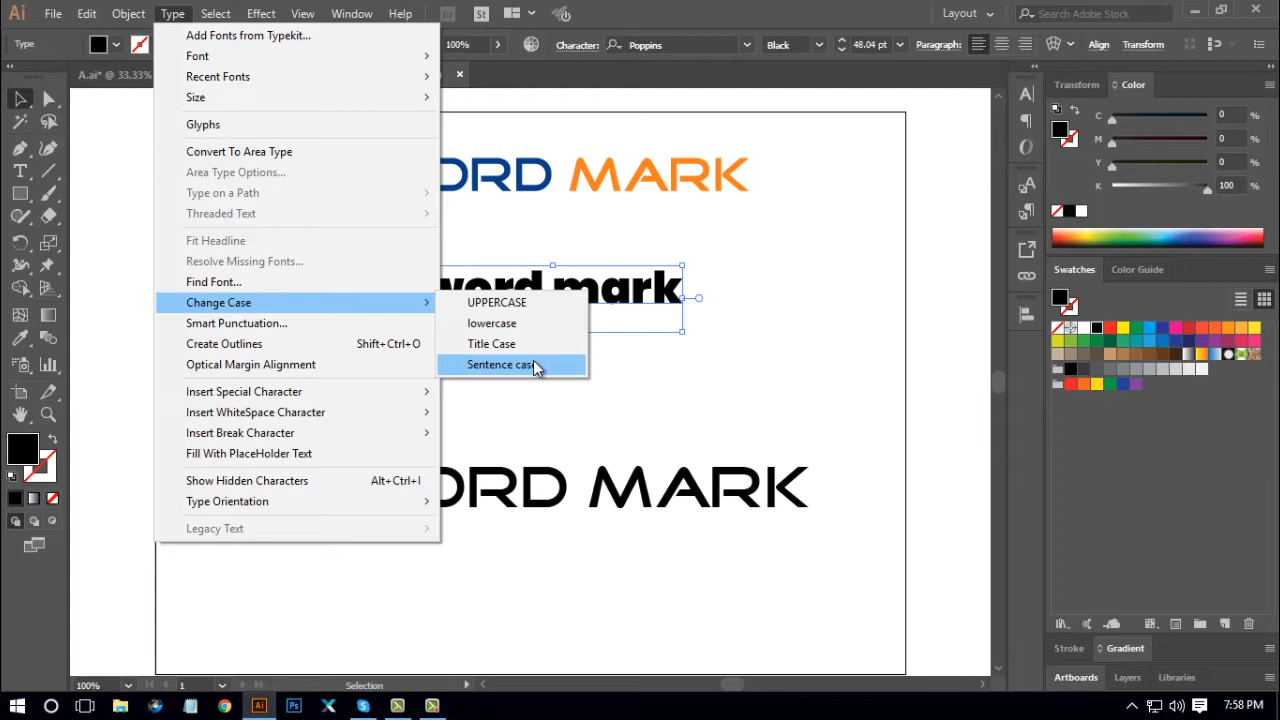 Ai File Edit Object Type Select Effect View Window Help Br St Layout Search Adobe Stock
Type 100% Character: Poppins Black 48.04 pt Paragraph: Align Transform
A.ai* @ 33.33%
Add Fonts from Typekit...
Font
Recent Fonts
Size
Glyphs
Convert To Area Type
Area Type Options...
Type on a Path
Threaded Text
Fit Headline
Resolve Missing Fonts...
Find Font...
Change Case
Smart Punctuation...
Create Outlines Shift+Ctrl+O
Optical Margin Alignment
Insert Special Character
Insert WhiteSpace Character
Insert Break Character
Fill With PlaceHolder Text
Show Hidden Characters Alt+Ctrl+I
Type Orientation
Legacy Text
UPPERCASE
lowercase
Title Case
Sentence case
ORD MARK
word mark
ORD MARK
Transform Color
C 0 %
M 0 %
Y 0 %
K 100 %
Swatches Color Guide
Stroke Gradient
Artboards Layers Libraries
100% 1 Selection
Ai Ps
7:58 PM